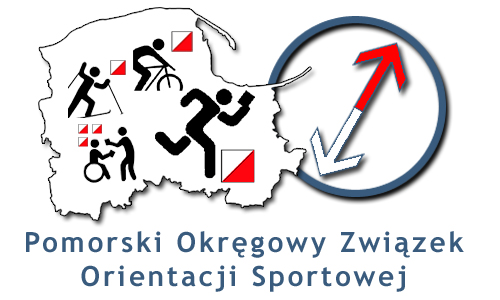 Pomorski Okręgowy Związek
Orientacji Sportowej